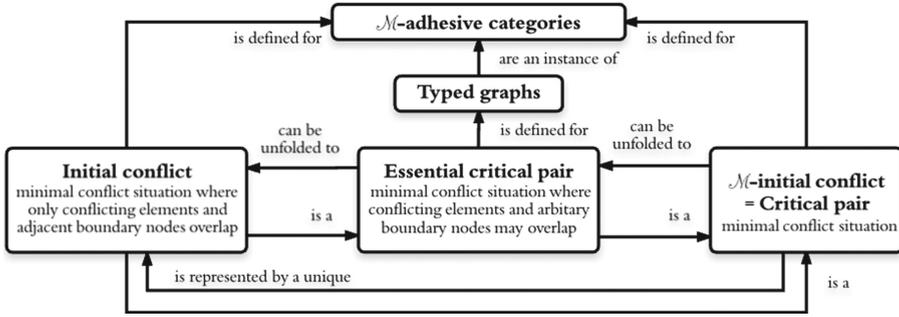 ℳ-adhesive categories
is defined for
is defined for
are an instance of
Typed graphs
is defined for
can be
unfolded to
can be
unfolded to
Initial conflict
minimal conflict situation where
only conflicting elements and
adjacent boundary nodes overlap
is a
Essential critical pair
minimal conflict situation where
conflicting elements and arbitary
boundary nodes may overlap
is a
ℳ-initial conflict
= Critical pair
minimal conflict situation
is represented by a unique
is a